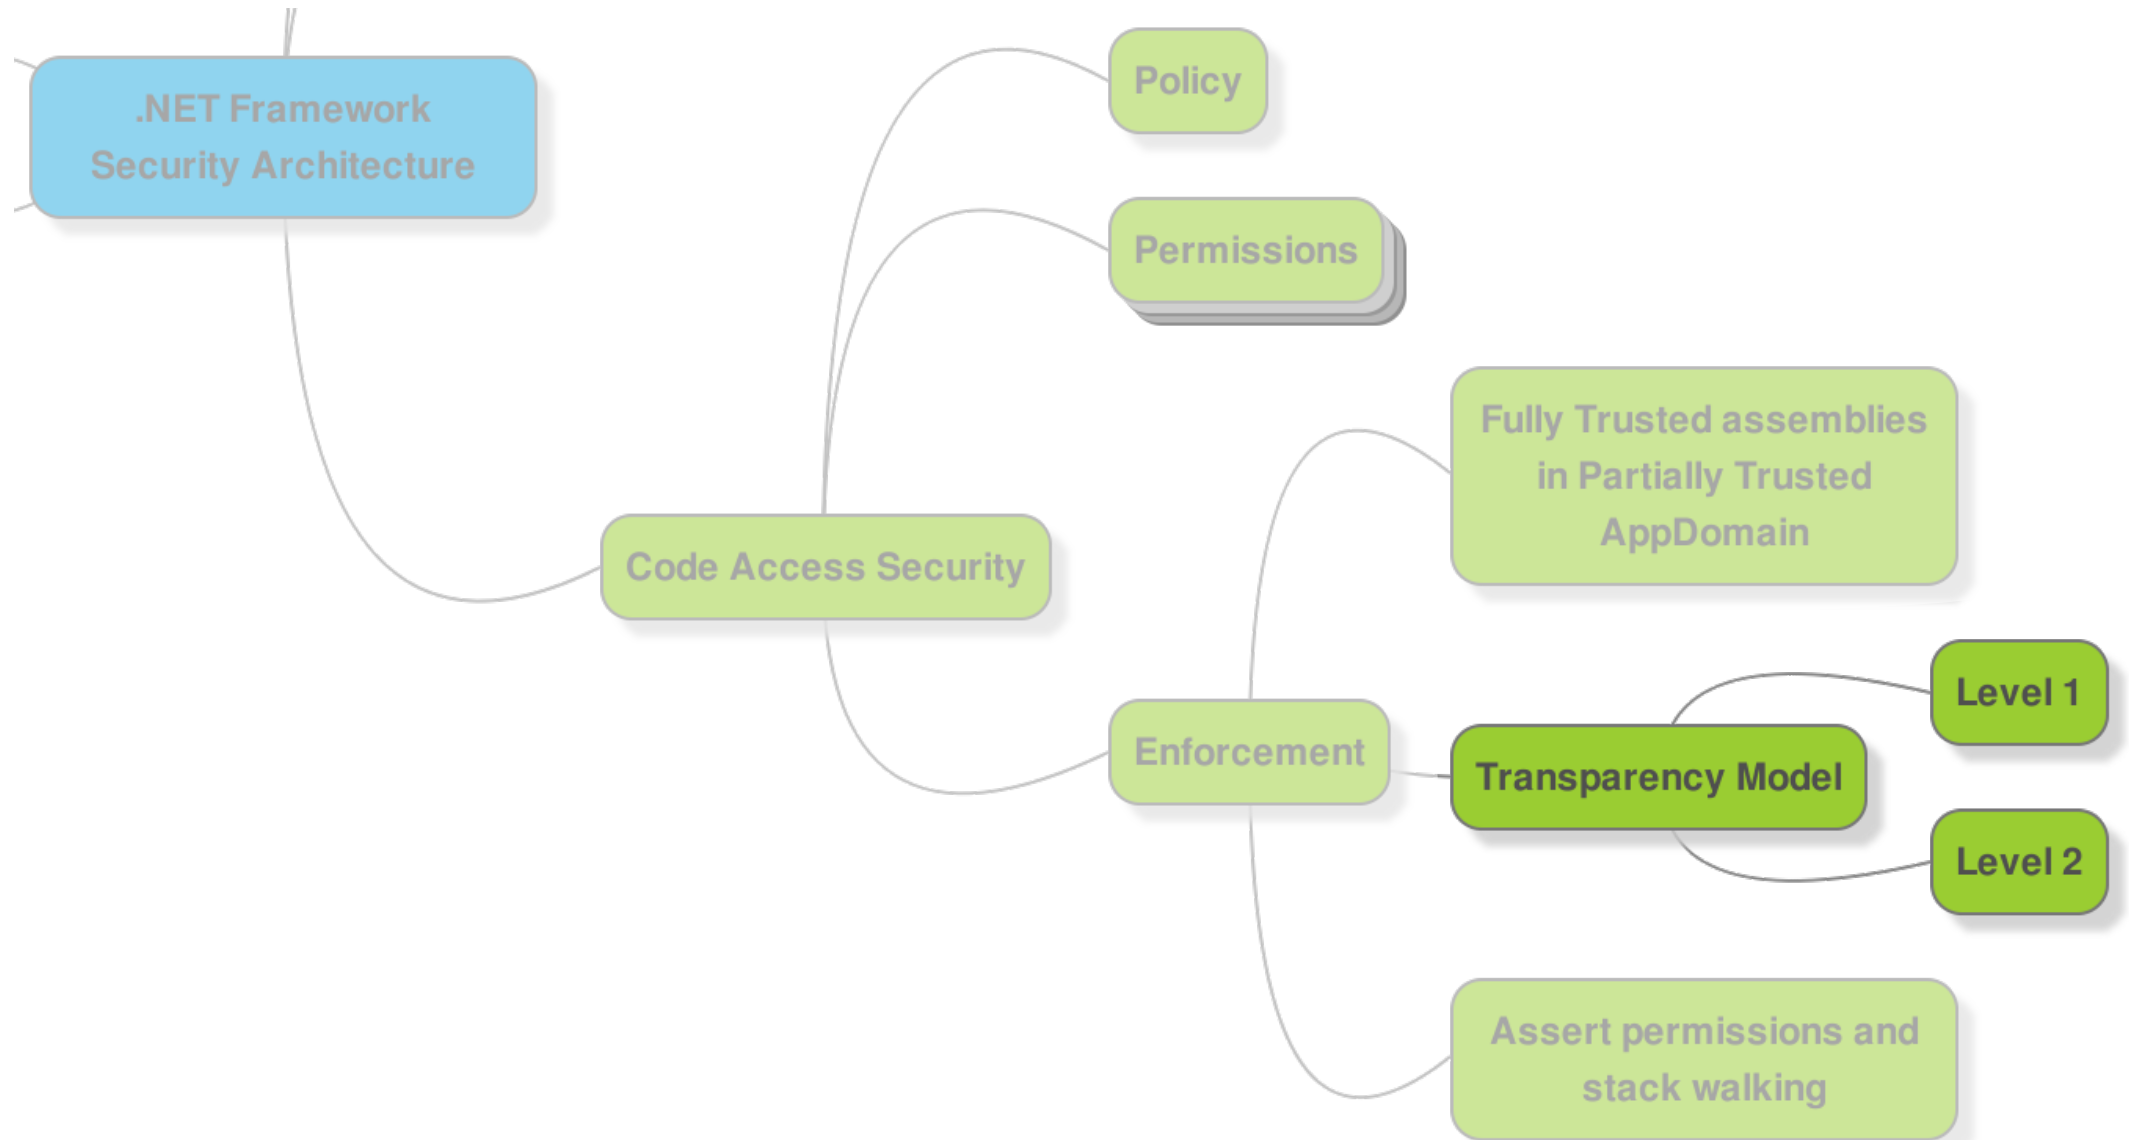 .NET Framework
Security Architecture
Policy
Permissions
Code Access Security
Fully Trusted assemblies
in Partially Trusted
AppDomain
Enforcement
Transparency Model
Level 1
Level 2
Assert permissions and
stack walking